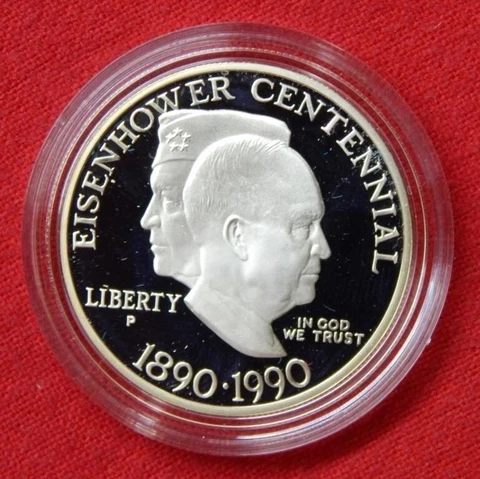 EISENHOWER CENTENNIAL
LIBERTY
P
IN GOD
WE TRUST
1890·1990